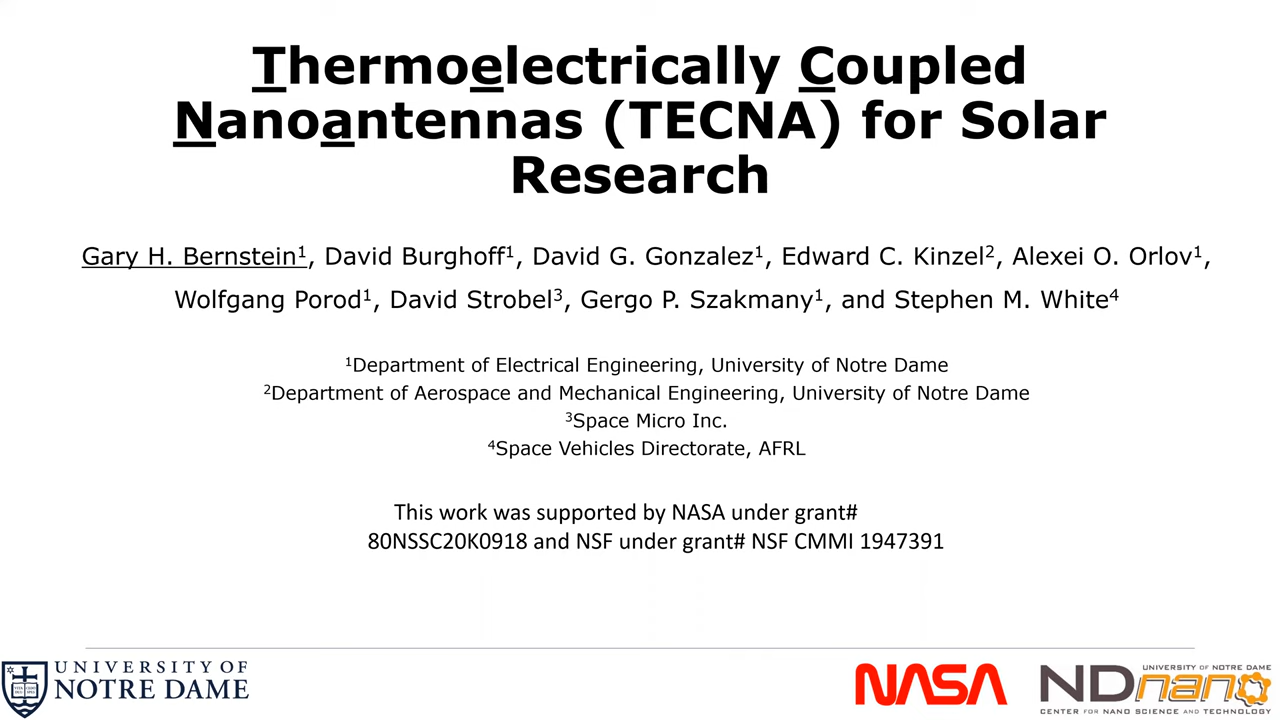 Thermoelectrically Coupled
Nanoantennas (TECNA) for Solar
Research
Gary H. Bernstein¹, David Burghoff¹, David G. Gonzalez¹, Edward C. Kinzel², Alexei O. Orlov¹,
Wolfgang Porod¹, David Strobel³, Gergo P. Szakmany¹, and Stephen M. White⁴
¹Department of Electrical Engineering, University of Notre Dame
²Department of Aerospace and Mechanical Engineering, University of Notre Dame
³Space Micro Inc.
⁴Space Vehicles Directorate, AFRL
This work was supported by NASA under grant#
80NSSC20K0918 and NSF under grant# NSF CMMI 1947391
UNIVERSITY OF
NOTRE DAME
NASA
UNIVERSITY OF NOTRE DAME
NDnano
CENTER FOR NANO SCIENCE AND TECHNOLOGY